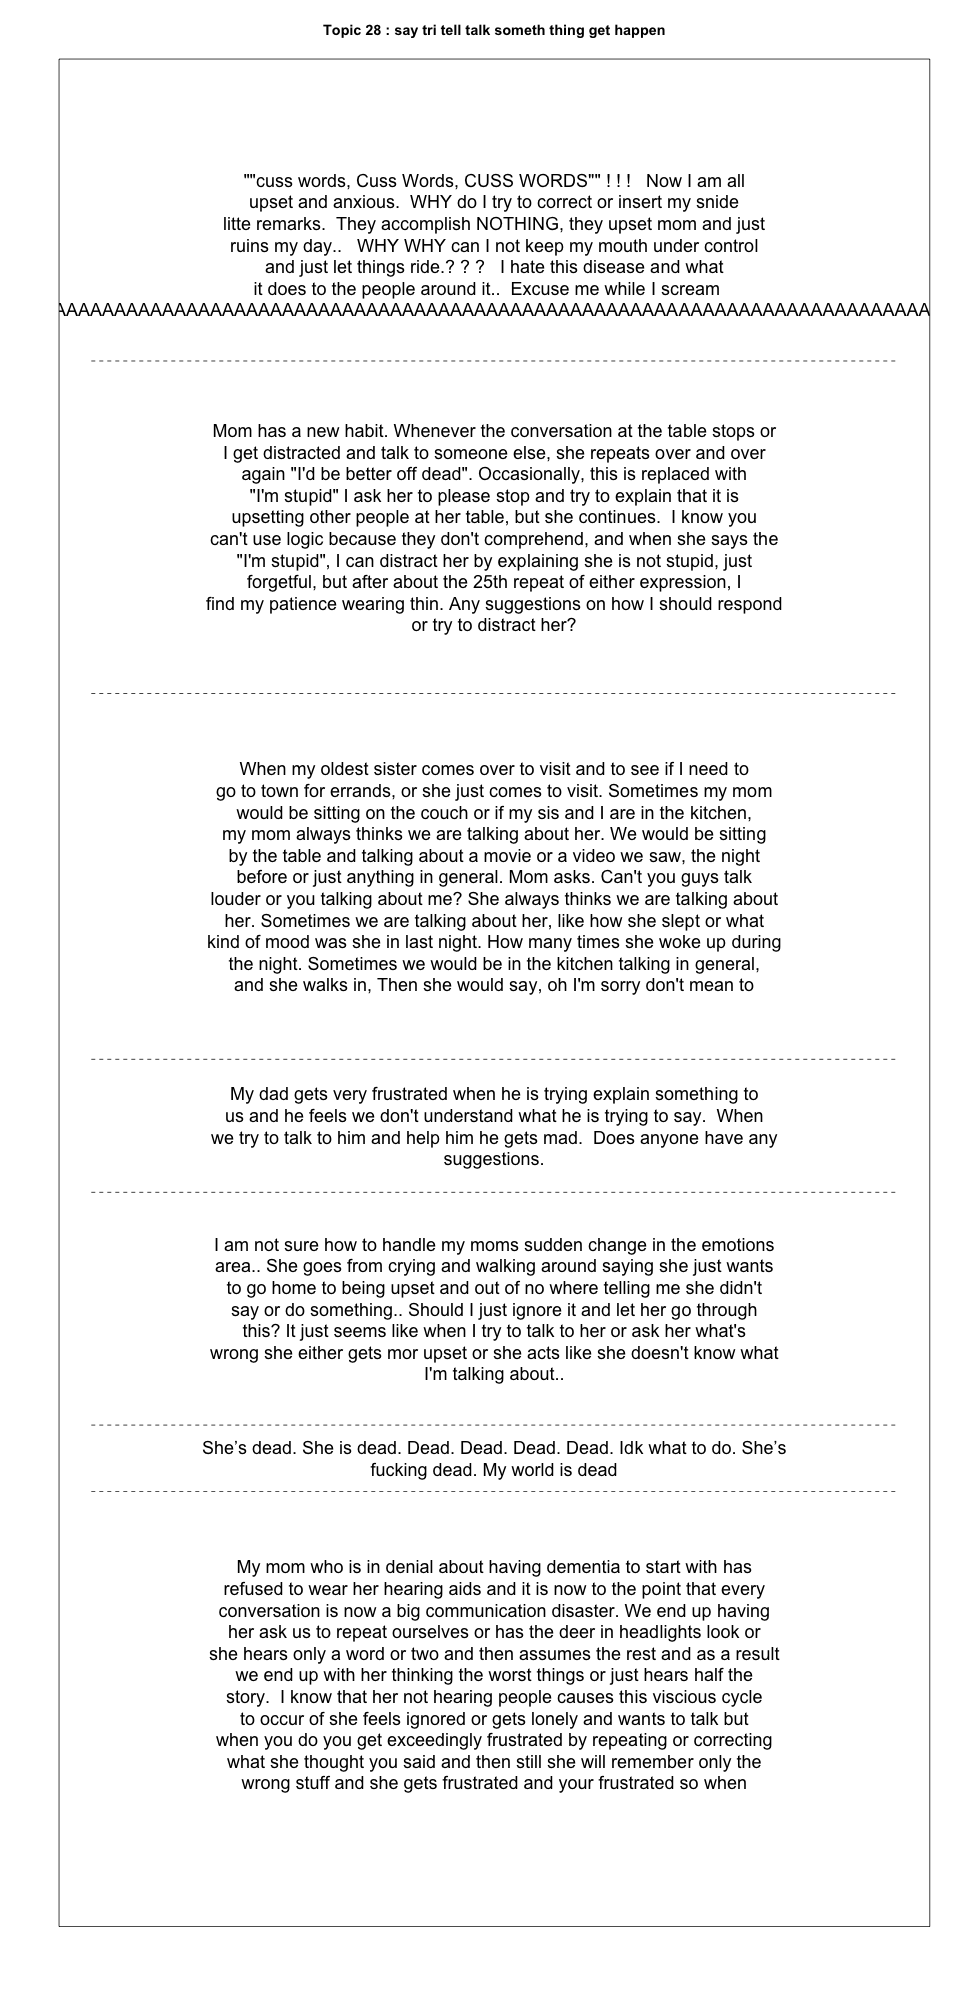 Topic 28 : say tri tell talk someth thing get happen
""cuss words, Cuss Words, CUSS WORDS"" ! ! !   Now I am all
upset and anxious.  WHY do I try to correct or insert my snide
litte remarks.  They accomplish NOTHING, they upset mom and just
ruins my day..   WHY WHY can I not keep my mouth under control
and just let things ride.? ? ?   I hate this disease and what
it does to the people around it..  Excuse me while I scream
AAAAAAAAAAAAAAAAAAAAAAAAAAAAAAAAAAAAAAAAAAAAAAAAAAAAAAAAAAAAAAAAAAAAAAAAA
Mom has a new habit. Whenever the conversation at the table stops or
I get distracted and talk to someone else, she repeats over and over
again "I'd be better off dead". Occasionally, this is replaced with
"I'm stupid" I ask her to please stop and try to explain that it is
upsetting other people at her table, but she continues.  I know you
can't use logic because they don't comprehend, and when she says the
"I'm stupid", I can distract her by explaining she is not stupid, just
forgetful, but after about the 25th repeat of either expression, I
find my patience wearing thin. Any suggestions on how I should respond
or try to distract her?
When my oldest sister comes over to visit and to see if I need to
go to town for errands, or she just comes to visit. Sometimes my mom
would be sitting on the couch or if my sis and I are in the kitchen,
my mom always thinks we are talking about her. We would be sitting
by the table and talking about a movie or a video we saw, the night
before or just anything in general. Mom asks. Can't you guys talk
louder or you talking about me? She always thinks we are talking about
her. Sometimes we are talking about her, like how she slept or what
kind of mood was she in last night. How many times she woke up during
the night. Sometimes we would be in the kitchen talking in general,
and she walks in, Then she would say, oh I'm sorry don't mean to
My dad gets very frustrated when he is trying explain something to
us and he feels we don't understand what he is trying to say.  When
we try to talk to him and help him he gets mad.  Does anyone have any
suggestions.
I am not sure how to handle my moms sudden change in the emotions
area.. She goes from crying and walking around saying she just wants
to go home to being upset and out of no where telling me she didn't
say or do something.. Should I just ignore it and let her go through
this? It just seems like when I try to talk to her or ask her what's
wrong she either gets mor upset or she acts like she doesn't know what
I'm talking about..
She’s dead. She is dead. Dead. Dead. Dead. Dead. Idk what to do. She’s
fucking dead. My world is dead
My mom who is in denial about having dementia to start with has
refused to wear her hearing aids and it is now to the point that every
conversation is now a big communication disaster. We end up having
her ask us to repeat ourselves or has the deer in headlights look or
she hears only a word or two and then assumes the rest and as a result
we end up with her thinking the worst things or just hears half the
story.  I know that her not hearing people causes this viscious cycle
to occur of she feels ignored or gets lonely and wants to talk but
when you do you get exceedingly frustrated by repeating or correcting
what she thought you said and then still she will remember only the
wrong stuff and she gets frustrated and your frustrated so when